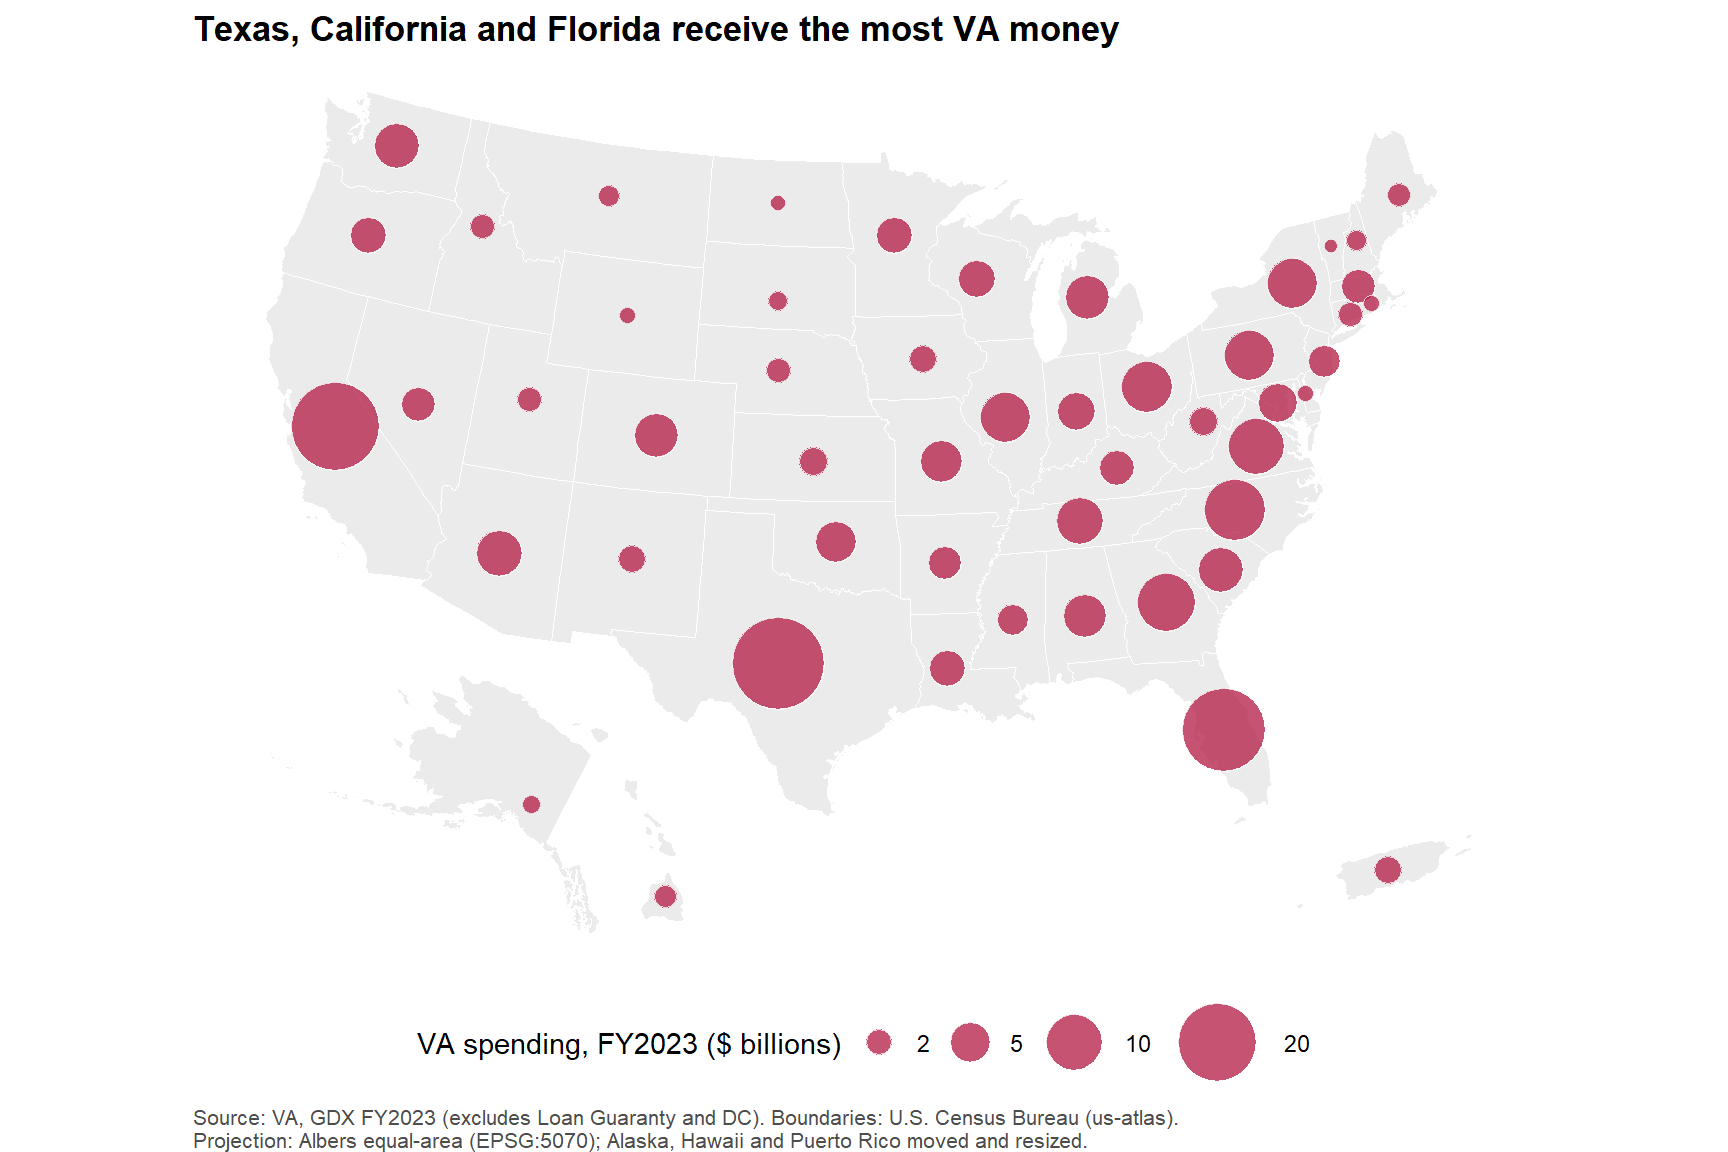 Texas, California and Florida receive the most VA money
VA spending, FY2023 ($ billions) 2 5 10 20
Source: VA, GDX FY2023 (excludes Loan Guaranty and DC). Boundaries: U.S. Census Bureau (us-atlas).
Projection: Albers equal-area (EPSG:5070); Alaska, Hawaii and Puerto Rico moved and resized.